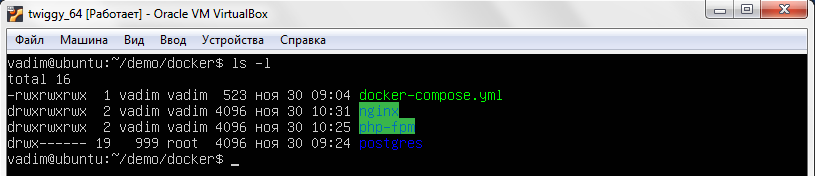 twiggy_64 [Работает] - Oracle VM VirtualBox
Файл Машина Вид Ввод Устройства Справка
vadim@ubuntu:~/demo/docker$ ls -l
total 16
-rwxrwxrwx 1 vadim vadim 523 ноя 30 09:04 docker-compose.yml
drwxrwxrwx 2 vadim vadim 4096 ноя 30 10:31 nginx
drwxrwxrwx 2 vadim vadim 4096 ноя 30 10:25 php-fpm
drwx------ 19 999 root 4096 ноя 30 09:24 postgres
vadim@ubuntu:~/demo/docker$ _